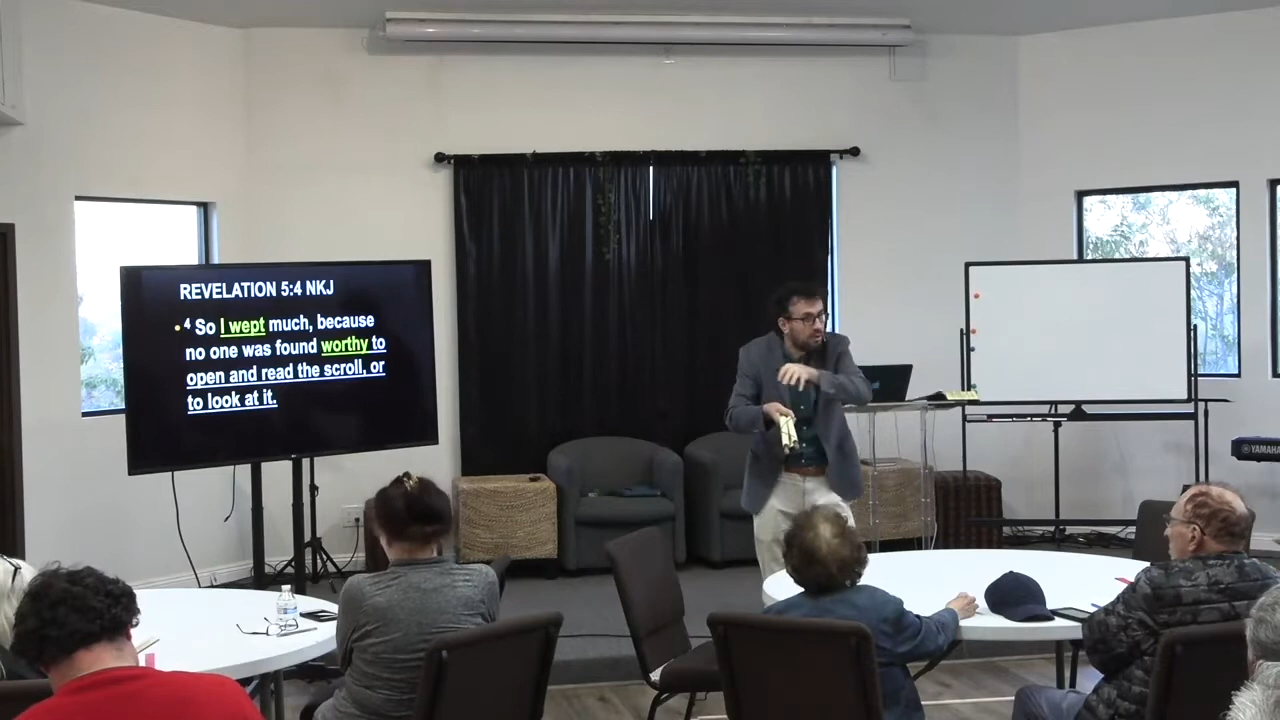 REVELATION 5:4 NKJ
• 4 So I wept much, because
no one was found worthy to
open and read the scroll, or
to look at it.
YAMAHA